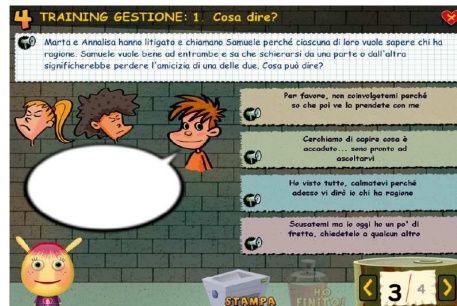 4 TRAINING GESTIONE: 1. Cosa dire?
Marta e Annalisa hanno litigato e chiamano Samuele perché ciascuna di loro vuole sapere chi ha
ragione. Samuele vuole bene ad entrambe e sa che schierarsi da una parte o dall'altra
significherebbe perdere l'amicizia di una delle due. Cosa può dire?
Per favore, non coinvolgetemi perché
so che poi ve la prendete con me
Cerchiamo di capire cosa è
accaduto... sono pronto ad
ascoltarvi
Ho visto tutto, calmatevi perché
adesso vi dirò io chi ha ragione
Scusatemi ma io oggi ho un po' di
fretta, chiedetelo a qualcun altro
STAMPA
HO
FINITO!
3/4